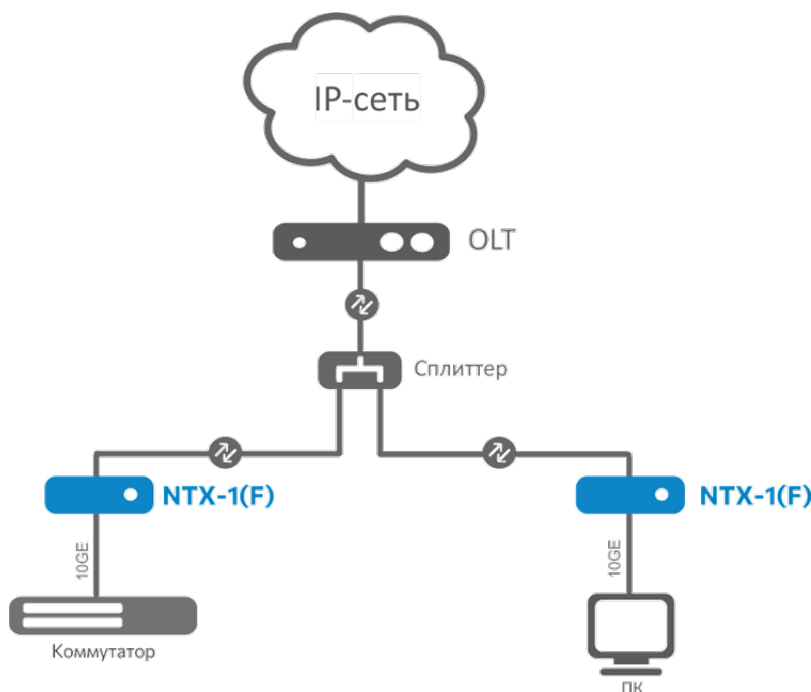 IP-сеть
OLT
Сплиттер
NTX-1(F)
NTX-1(F)
10GE
10GE
Коммутатор
ПК